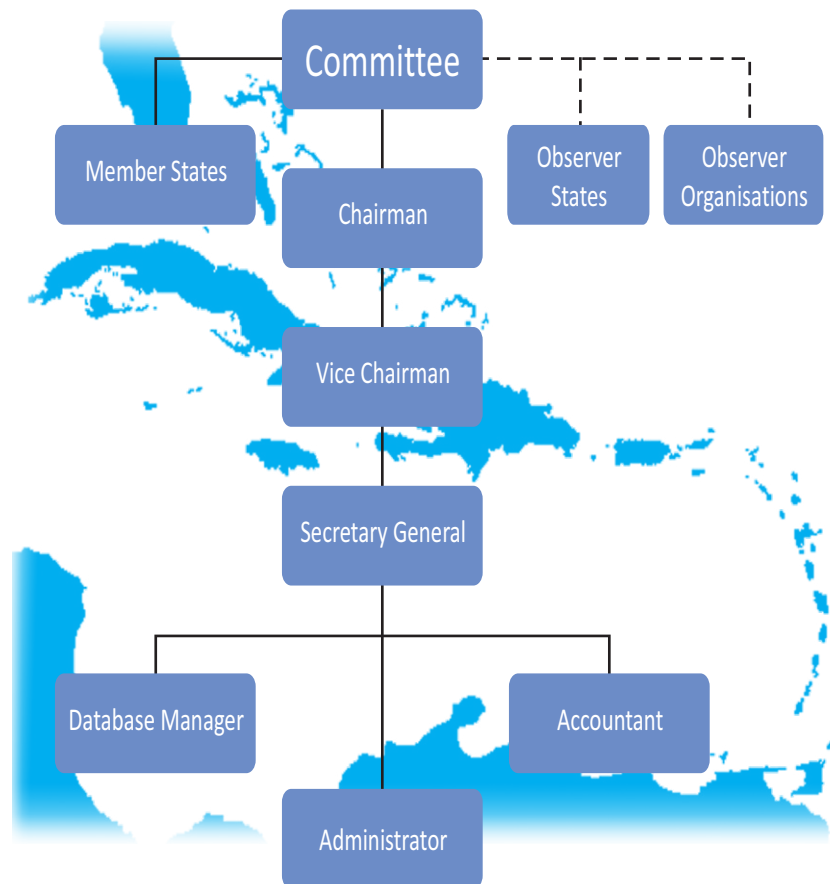 Committee
Member States
Observer
States
Observer
Organisations
Chairman
Vice Chairman
Secretary General
Database Manager
Accountant
Administrator